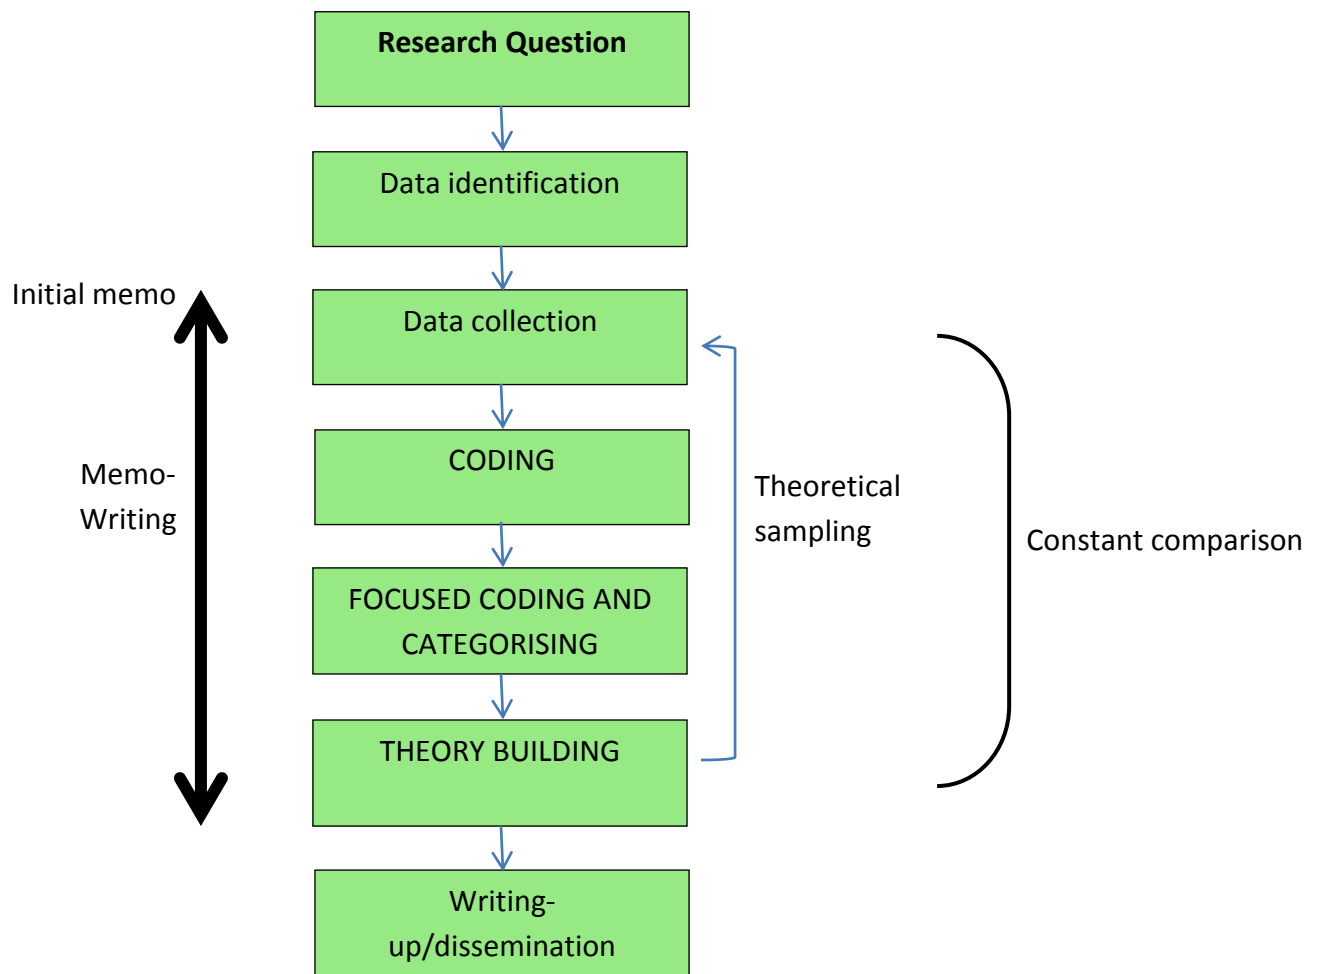 Research Question
Data identification
Initial memo
Data collection
CODING
Memo-
Writing
Theoretical
sampling
Constant comparison
FOCUSED CODING AND
CATEGORISING
THEORY BUILDING
Writing-
up/dissemination